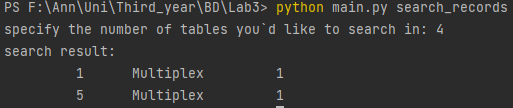 PS F:\Ann\Uni\Third_year\BD\Lab3> python main.py search_records
specify the number of tables you`d like to search in: 4
search result:
1 Multiplex 1
5 Multiplex 1